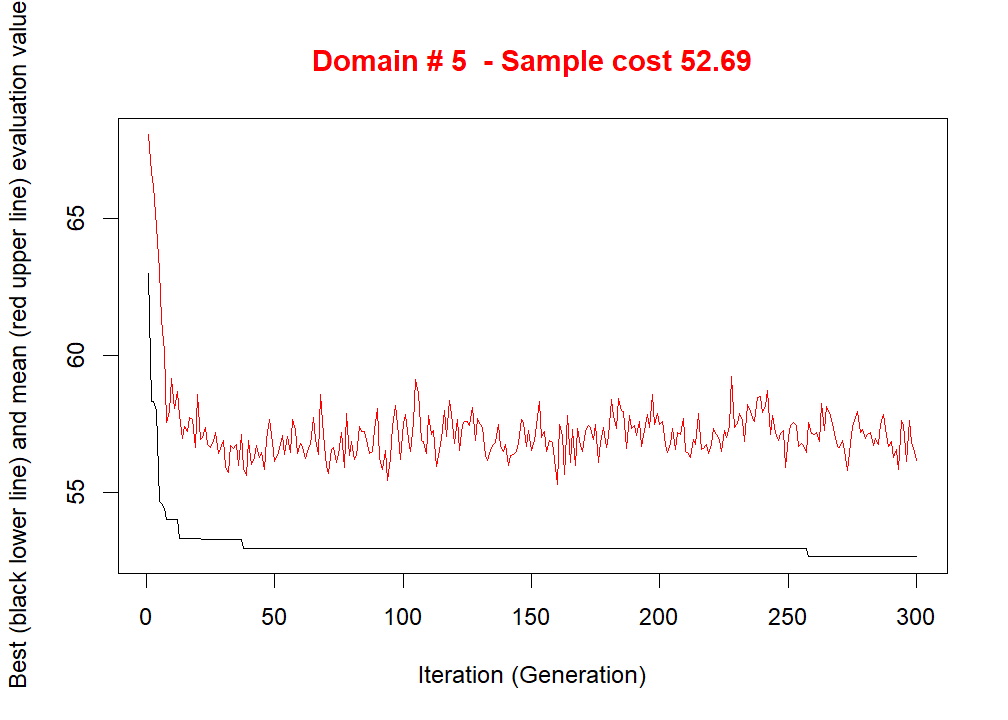 Domain # 5  - Sample cost 52.69
Best (black lower line) and mean (red upper line) evaluation value
65
60
55
0 50 100 150 200 250 300
Iteration (Generation)